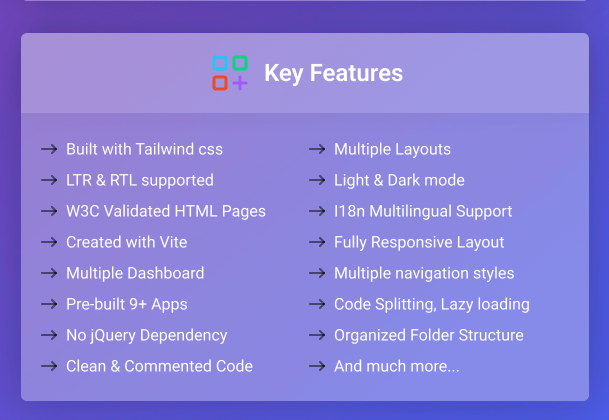 Key Features
Built with Tailwind css
LTR & RTL supported
W3C Validated HTML Pages
Created with Vite
Multiple Dashboard
Pre-built 9+ Apps
No jQuery Dependency
Clean & Commented Code
Multiple Layouts
Light & Dark mode
I18n Multilingual Support
Fully Responsive Layout
Multiple navigation styles
Code Splitting, Lazy loading
Organized Folder Structure
And much more...